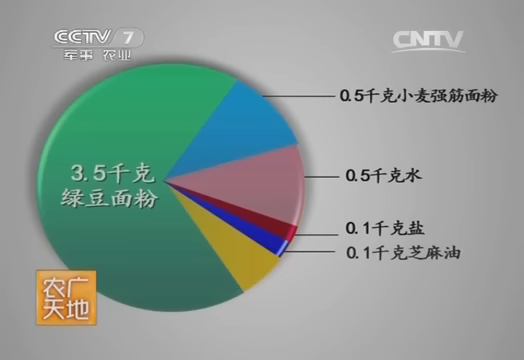 CCTV 7
军事 农业
CNTV
0.5千克小麦强筋面粉
3.5千克
绿豆面粉
0.5千克水
0.1千克盐
0.1千克芝麻油
农广
天地